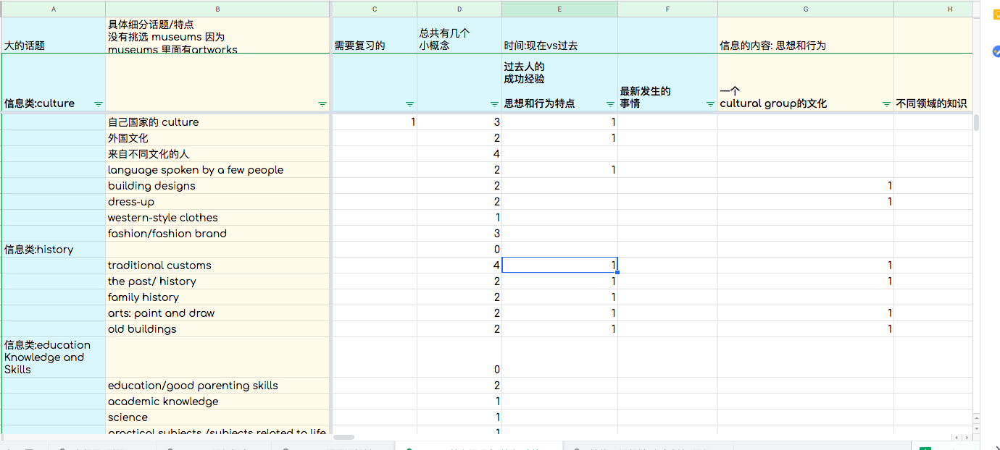 A B C D E F G H
大的话题
具体细分话题/特点
没有挑选 museums 因为
museums 里面有artworks
需要复习的
总共有几个
小概念
时间:现在vs过去
信息的内容: 思想和行为
信息类:culture
过去人的
成功经验
思想和行为特点
最新发生的
事情
一个
cultural group的文化
不同领域的知识
自己国家的 culture 1 3 1
外国文化 2 1
来自不同文化的人 4
language spoken by a few people 2 1
building designs 2 1
dress-up 2 1
western-style clothes 1
fashion/fashion brand 3
信息类:history 0
traditional customs 4 1 1
the past/ history 2 1 1
family history 2 1
arts: paint and draw 2 1 1
old buildings 2 1 1
信息类:education
Knowledge and
Skills 0
education/good parenting skills 2
academic knowledge 1
science 1
practical subjects /subjects related to life 1